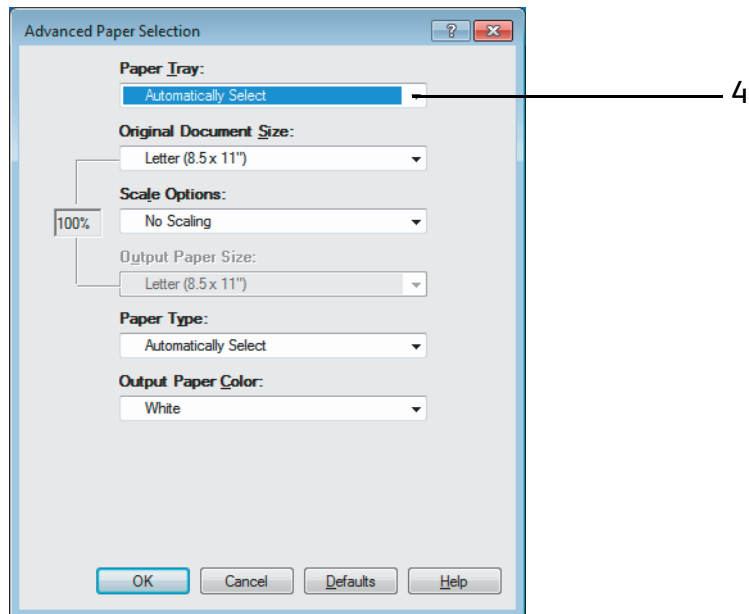 Advanced Paper Selection
Paper Tray:
Automatically Select
4
Original Document Size:
Letter (8.5 x 11")
Scale Options:
100%
No Scaling
Output Paper Size:
Letter (8.5 x 11")
Paper Type:
Automatically Select
Output Paper Color:
White
OK Cancel Defaults Help